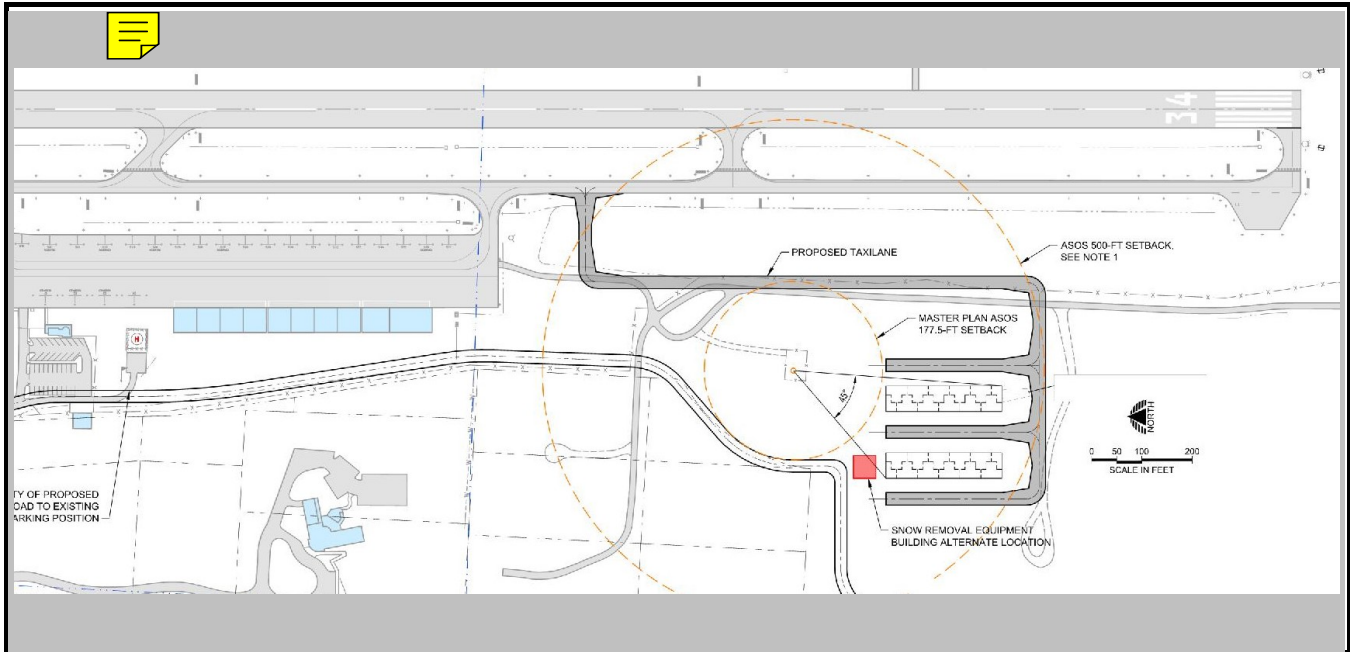 34
PROPOSED TAXILANE
ASOS 500-FT SETBACK,
SEE NOTE 1
MASTER PLAN ASOS
177.5-FT SETBACK
H
45°
NORTH
0 50 100 200
SCALE IN FEET
TY OF PROPOSED
OAD TO EXISTING
ARKING POSITION
SNOW REMOVAL EQUIPMENT
BUILDING ALTERNATE LOCATION